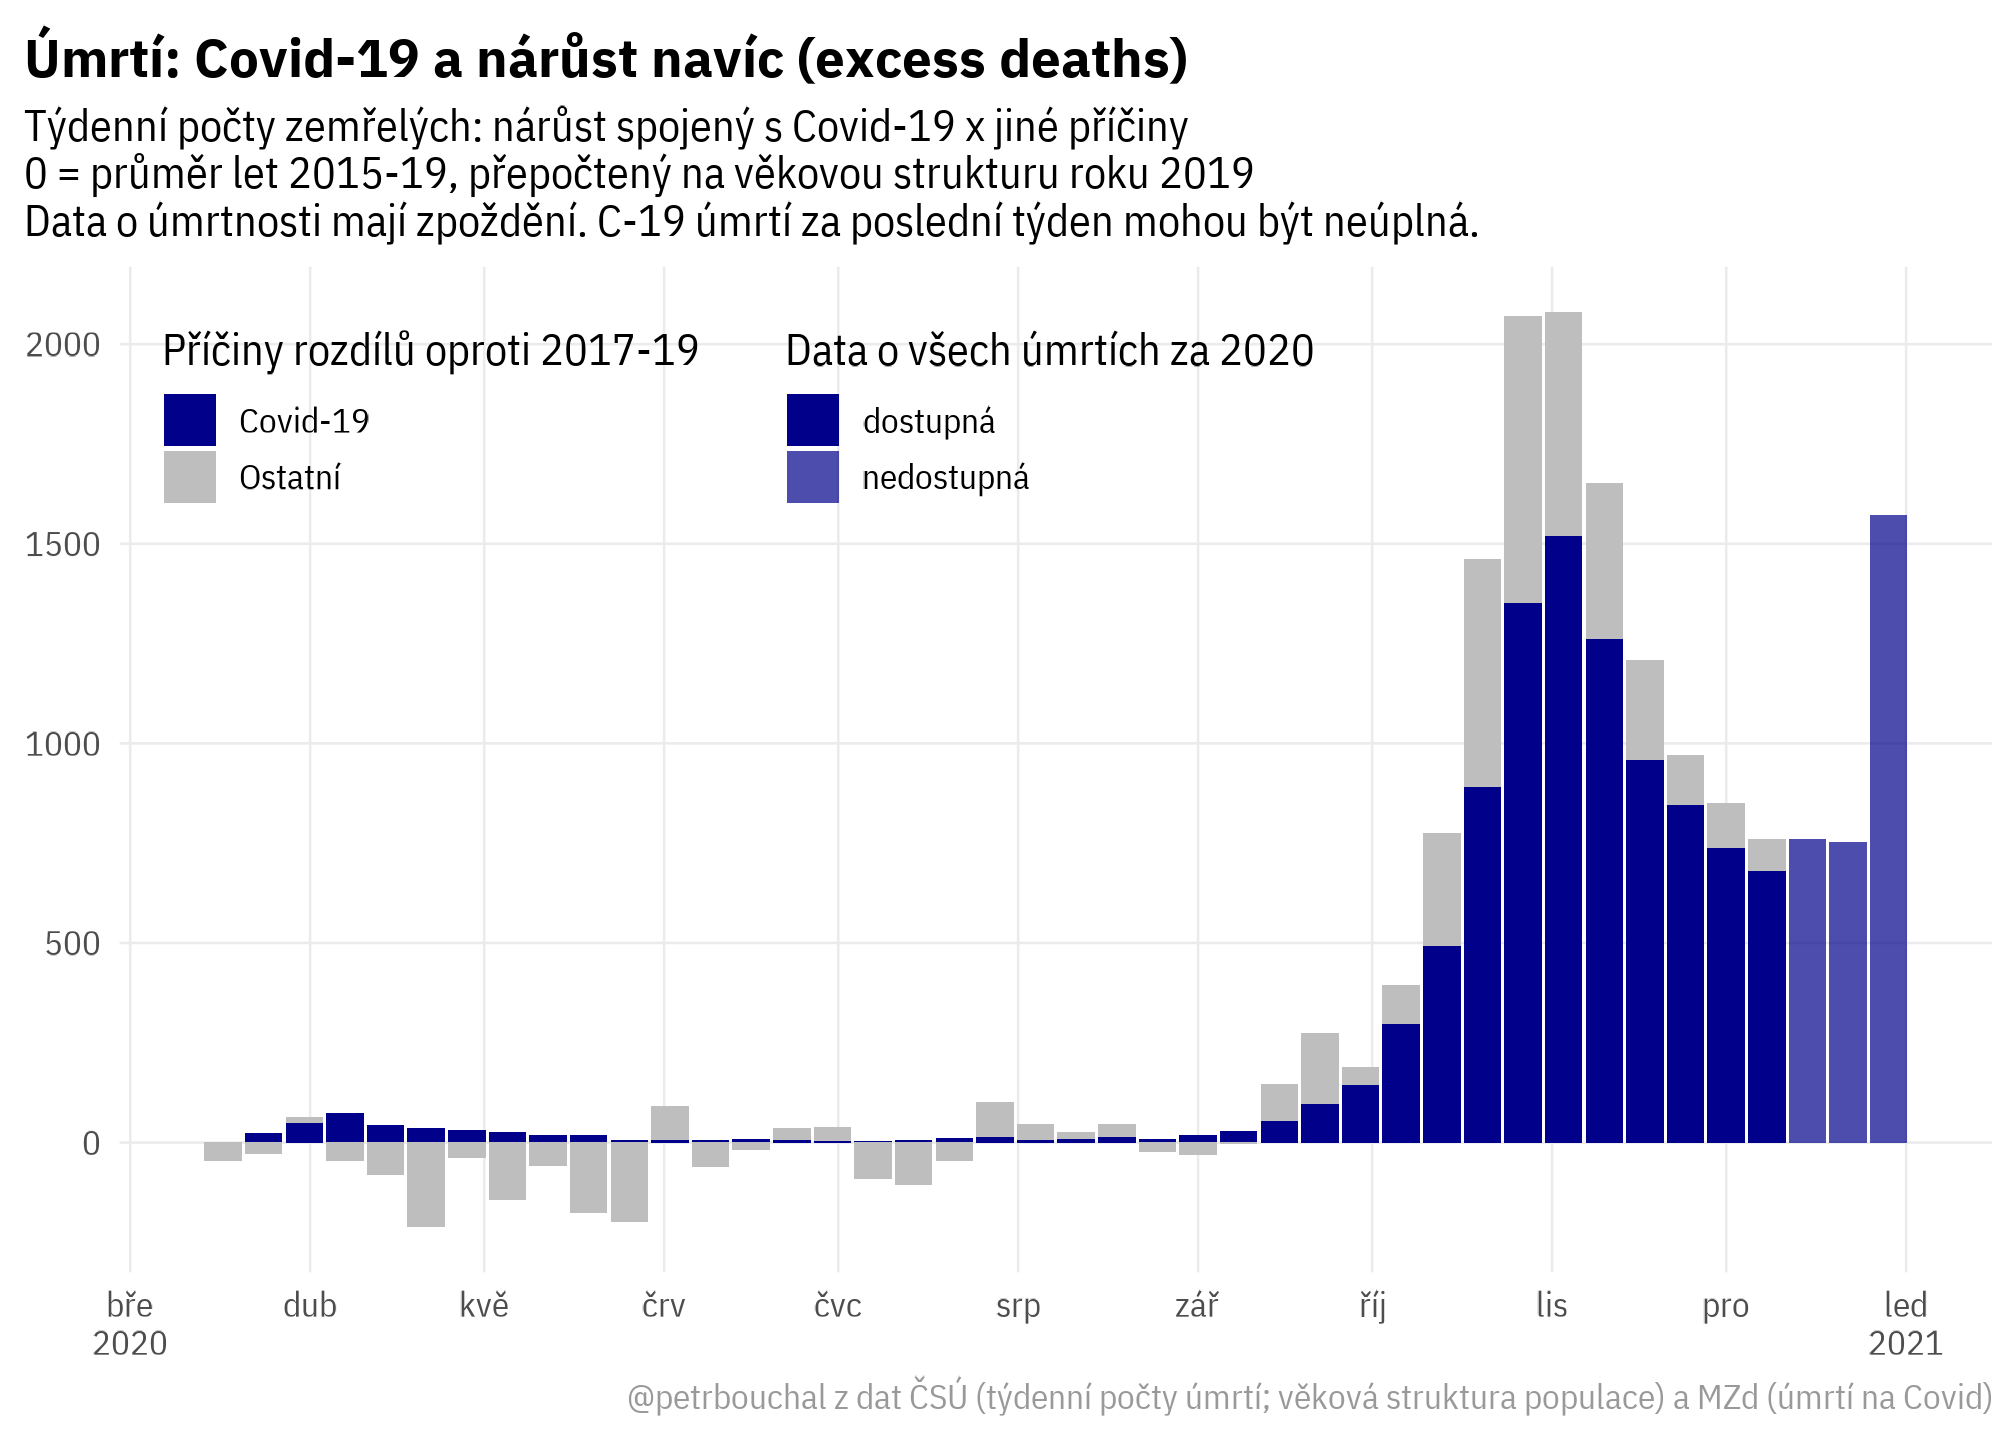 Úmrtí: Covid-19 a nárůst navíc (excess deaths)
Týdenní počty zemřelých: nárůst spojený s Covid-19 x jiné příčiny
0 = průměr let 2015-19, přepočtený na věkovou strukturu roku 2019
Data o úmrtnosti mají zpoždění. C-19 úmrtí za poslední týden mohou být neúplná.
Příčiny rozdílů oproti 2017-19
Covid-19
Ostatní
Data o všech úmrtích za 2020
dostupná
nedostupná
2000
1500
1000
500
0
bře dub kvě črv čvc srp zář říj lis pro led
2020 2021
@petrbouchal z dat ČSÚ (týdenní počty úmrtí; věková struktura populace) a MZd (úmrtí na Covid)